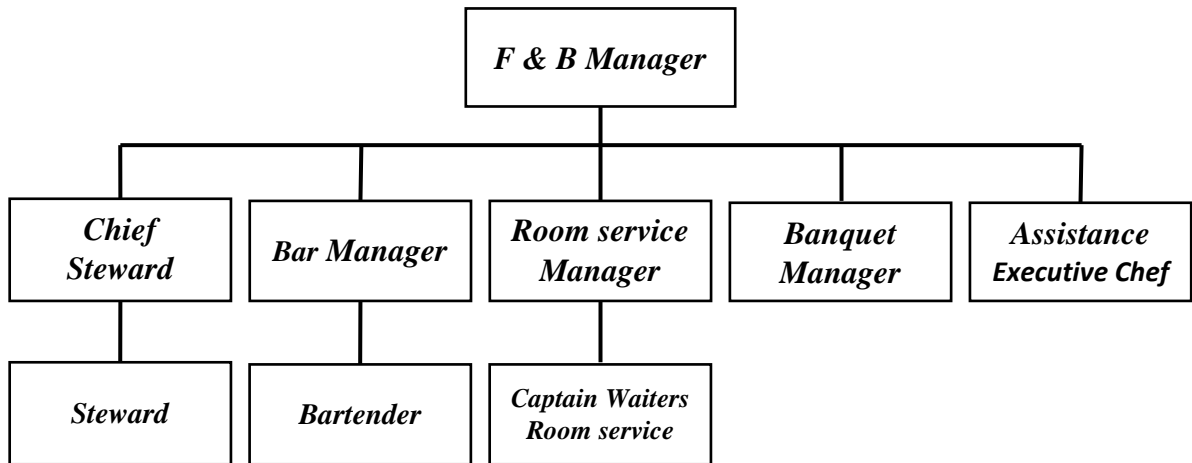 F & B Manager
Chief
Steward
Bar Manager
Room service
Manager
Banquet
Manager
Assistance
Executive Chef
Steward
Bartender
Captain Waiters
Room service